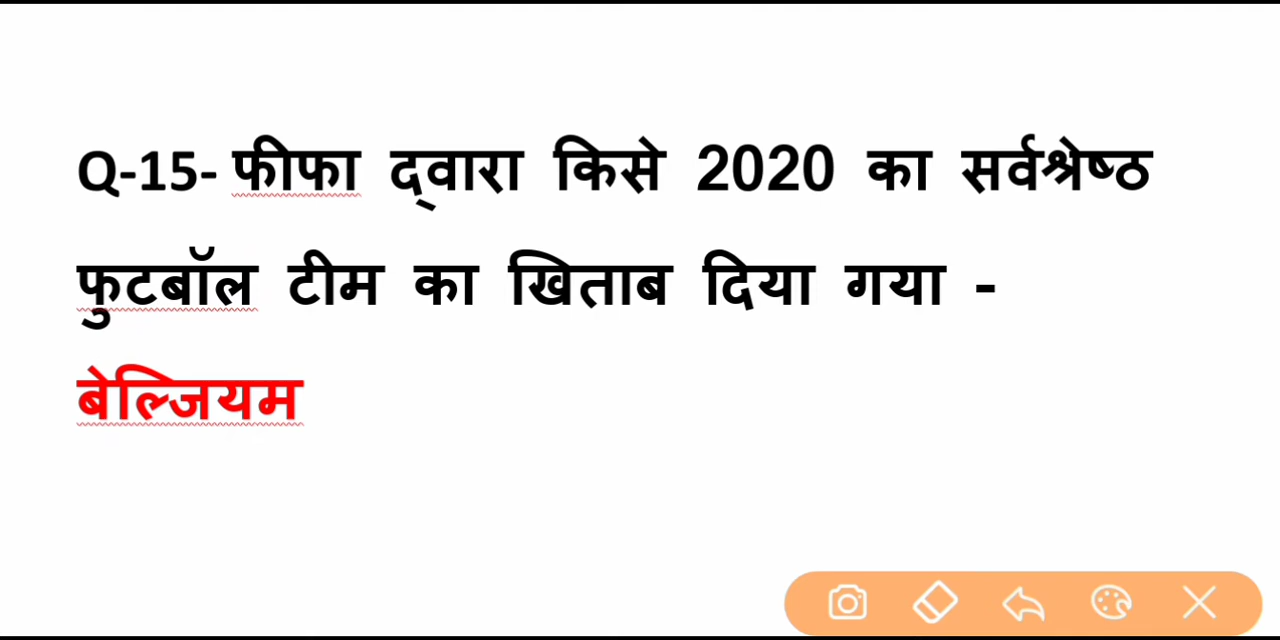 Q-15- फीफा द्वारा किसे 2020 का सर्वश्रेष्ठ
फुटबॉल टीम का खिताब दिया गया -
बेल्जियम